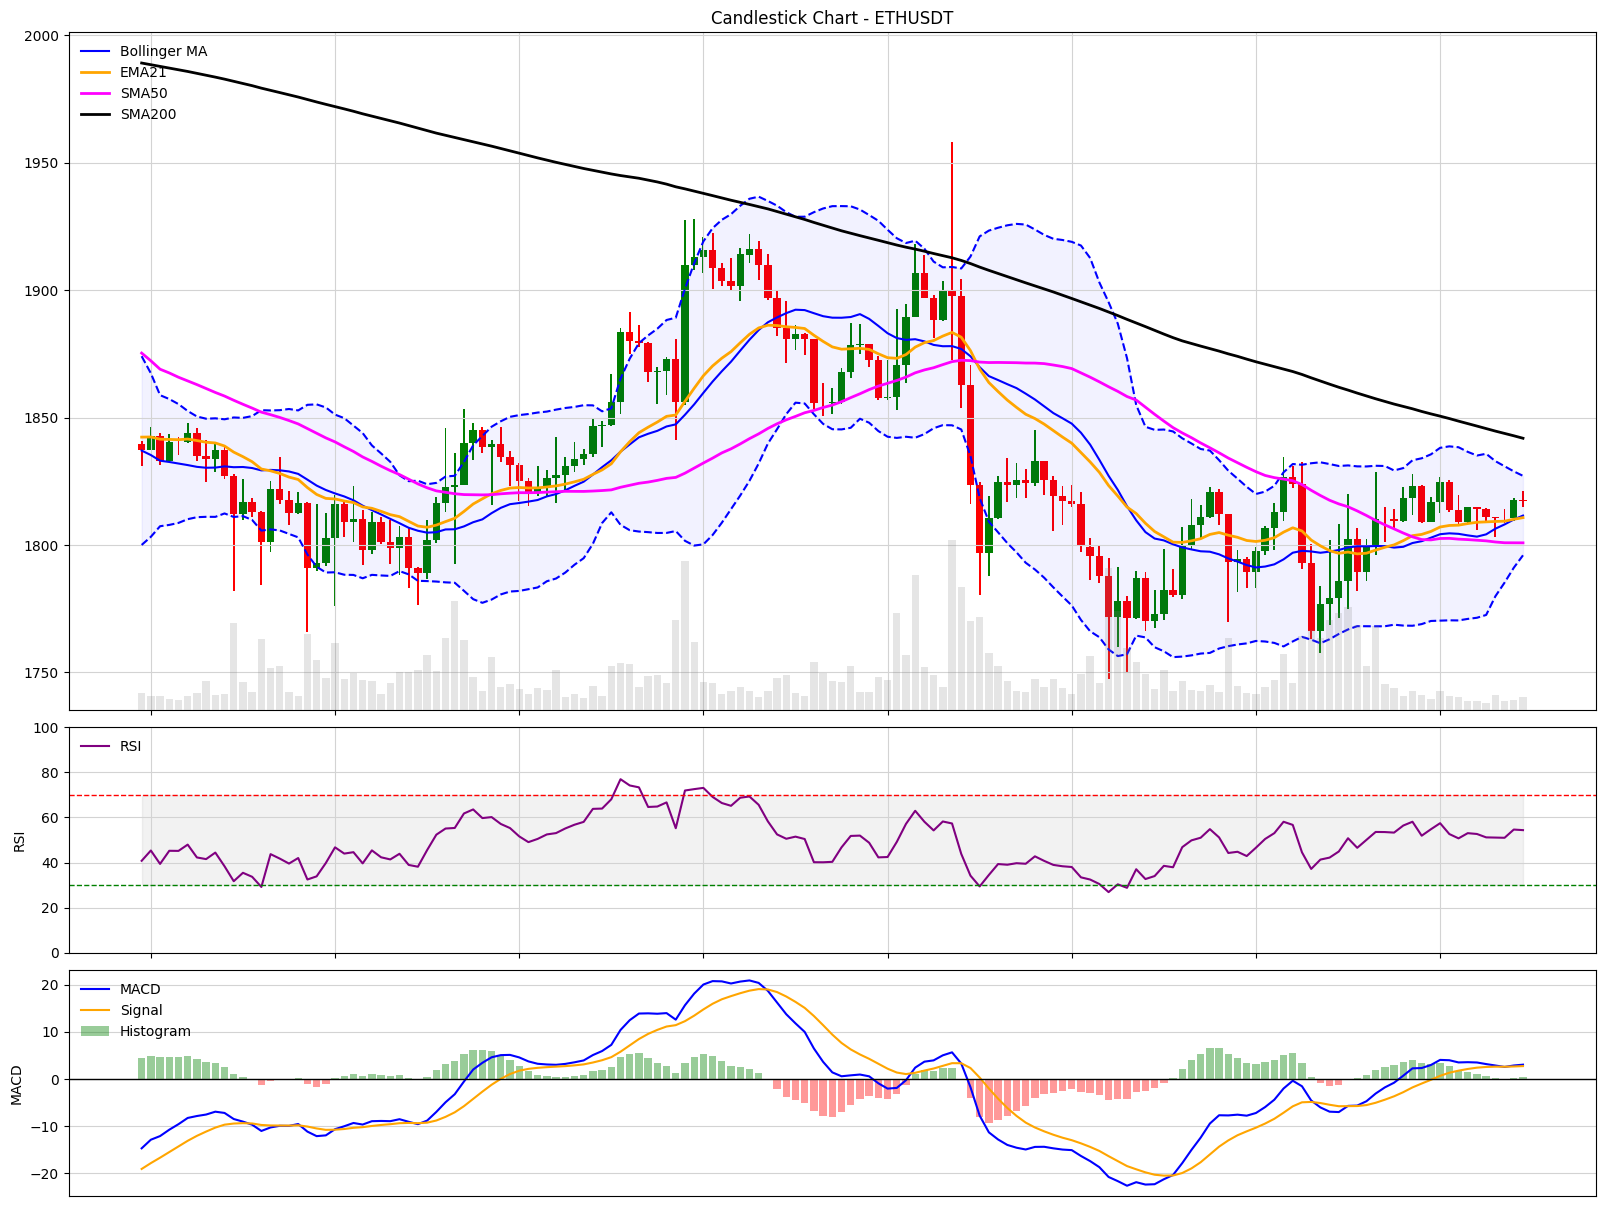 Candlestick Chart - ETHUSDT
2000
1950
1900
1850
1800
1750
Bollinger MA
EMA21
SMA50
SMA200
100
80
60
40
20
0
RSI
RSI
20
10
0
−10
−20
MACD
MACD
Signal
Histogram